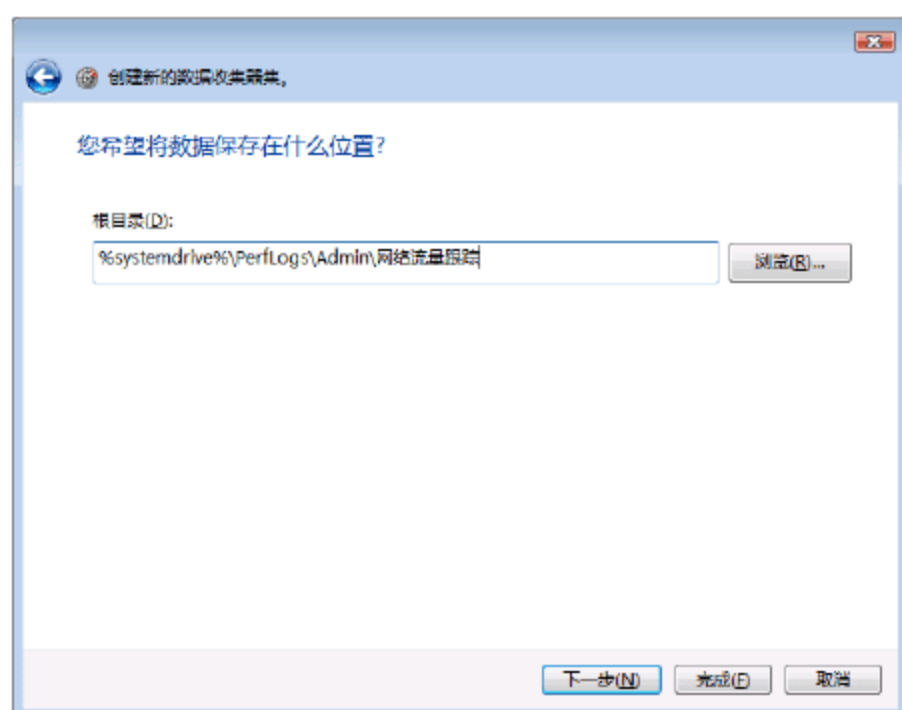 创建新的数据收集器集。
您希望将数据保存在什么位置?
根目录(D):
%systemdrive%\PerfLogs\Admin\网络流量跟踪
浏览(R)...
下一步(N)
完成(F)
取消